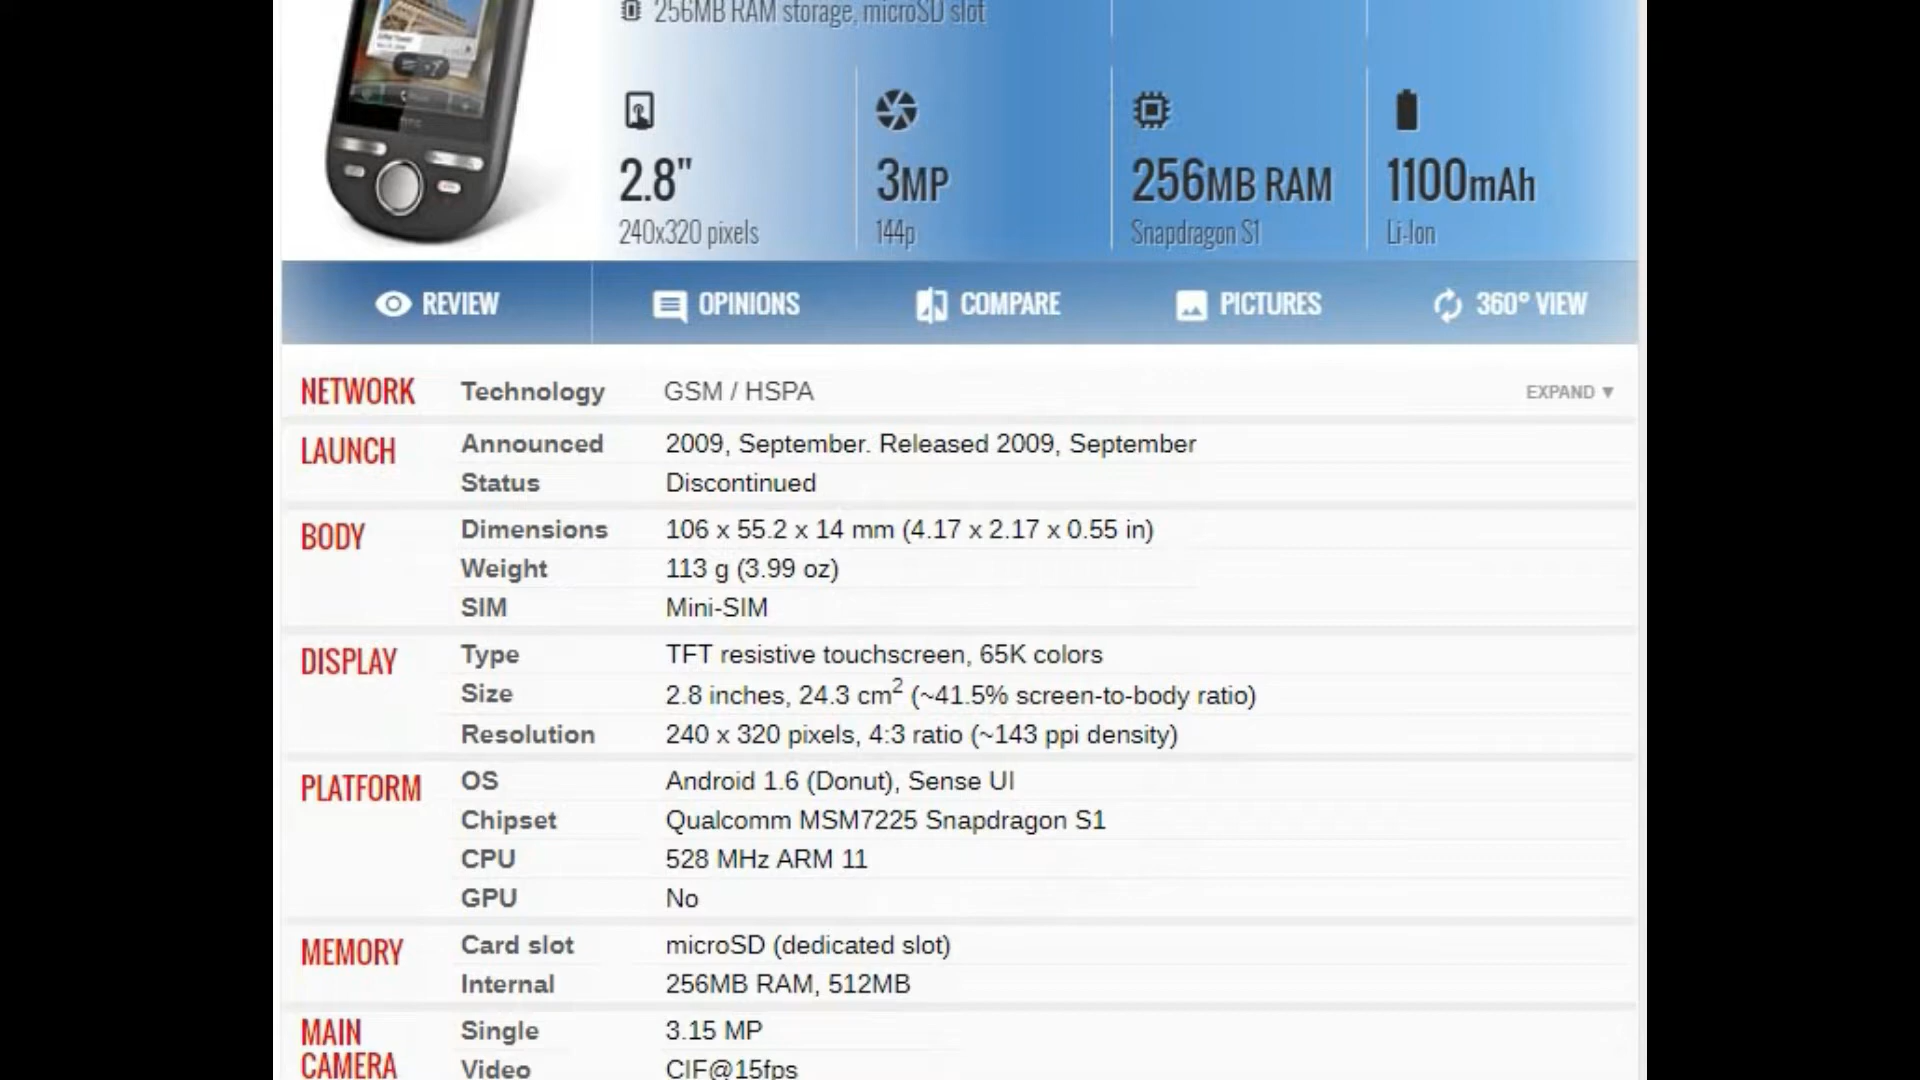 256MB RAM storage, microSD slot
2.8"
240x320 pixels
3MP
144p
256MB RAM
Snapdragon S1
1100mAh
Li-Ion
REVIEW
OPINIONS
COMPARE
PICTURES
360° VIEW
NETWORK Technology GSM / HSPA EXPAND ▼
LAUNCH Announced 2009, September. Released 2009, September
Status Discontinued
BODY Dimensions 106 x 55.2 x 14 mm (4.17 x 2.17 x 0.55 in)
Weight 113 g (3.99 oz)
SIM Mini-SIM
DISPLAY Type TFT resistive touchscreen, 65K colors
Size 2.8 inches, 24.3 cm² (~41.5% screen-to-body ratio)
Resolution 240 x 320 pixels, 4:3 ratio (~143 ppi density)
PLATFORM OS Android 1.6 (Donut), Sense UI
Chipset Qualcomm MSM7225 Snapdragon S1
CPU 528 MHz ARM 11
GPU No
MEMORY Card slot microSD (dedicated slot)
Internal 256MB RAM, 512MB
MAIN CAMERA Single 3.15 MP
Video CIF@15fps